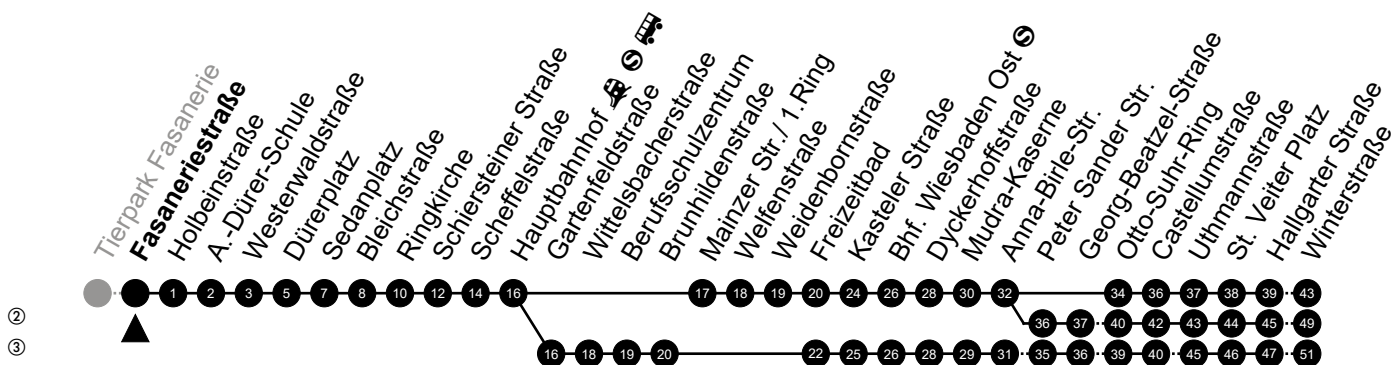 Tierpark Fasanerie
Fasaneriestraße
Holbeinstraße
A.-Dürer-Schule
Westerwaldstraße
Dürerplatz
Sedanplatz
Bleichstraße
Ringkirche
Schiersteiner Straße
Scheffelstraße
Hauptbahnhof S
Gartenfeldstraße
Wittelsbacherstraße
Berufsschulzentrum
Brunhildenstraße
Mainzer Str./ 1.Ring
Welfenstraße
Weidenbornstraße
Freizeitbad
Kasteler Straße
Bhf. Wiesbaden Ost S
Dyckerhoffstraße
Mudra-Kaserne
Anna-Birle-Str.
Peter Sander Str.
Georg-Beatzel-Straße
Otto-Suhr-Ring
Castellumstraße
Uthmannstraße
St. Veiter Platz
Hallgarter Straße
Winterstraße
1 2 3 5 7 8 10 12 14 16 17 18 19 20 24 26 28 30 32 34 36 37 38 39 43
② 36 37 40 42 43 44 45 49
③ 16 18 19 20 22 25 26 28 29 31 35 36 39 40 45 46 47 51